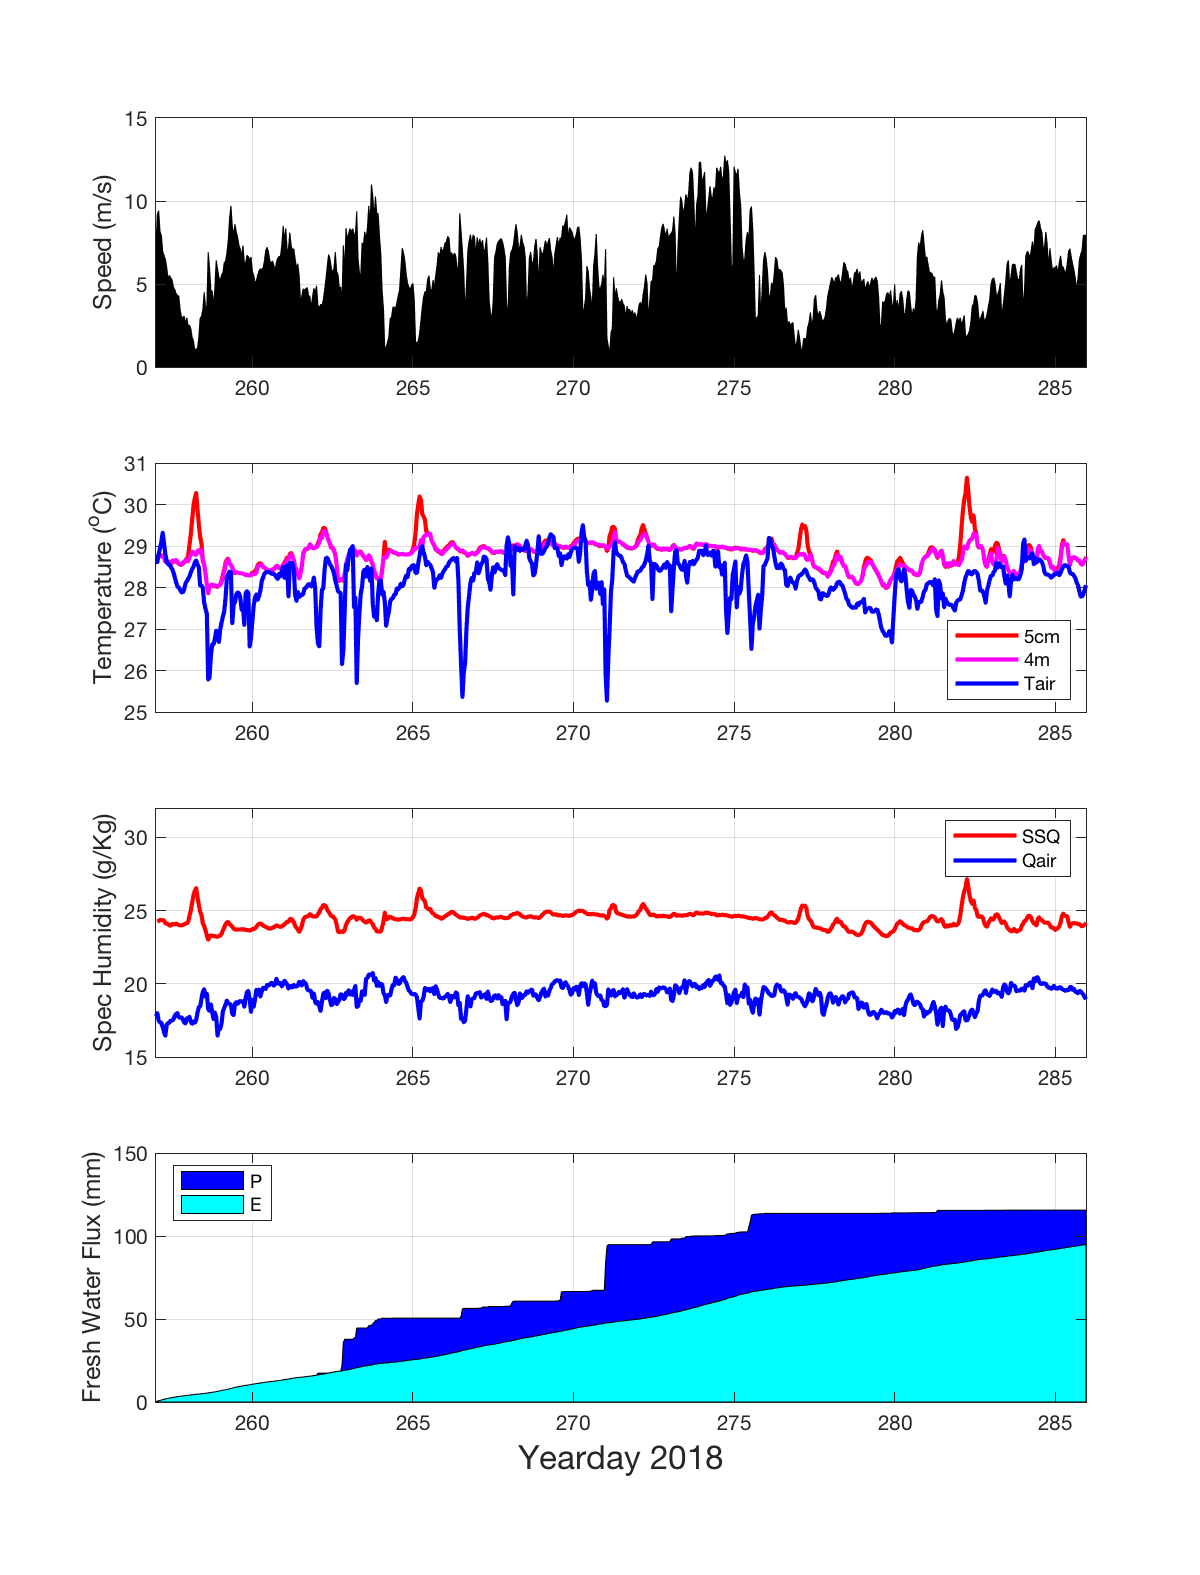 15
10
5
0
Speed (m/s)
260 265 270 275 280 285
31
30
29
28
27
26
25
Temperature (°C)
5cm
4m
Tair
260 265 270 275 280 285
30
25
20
15
Spec Humidity (g/Kg)
SSQ
Qair
260 265 270 275 280 285
150
100
50
0
Fresh Water Flux (mm)
P
E
260 265 270 275 280 285
Yearday 2018